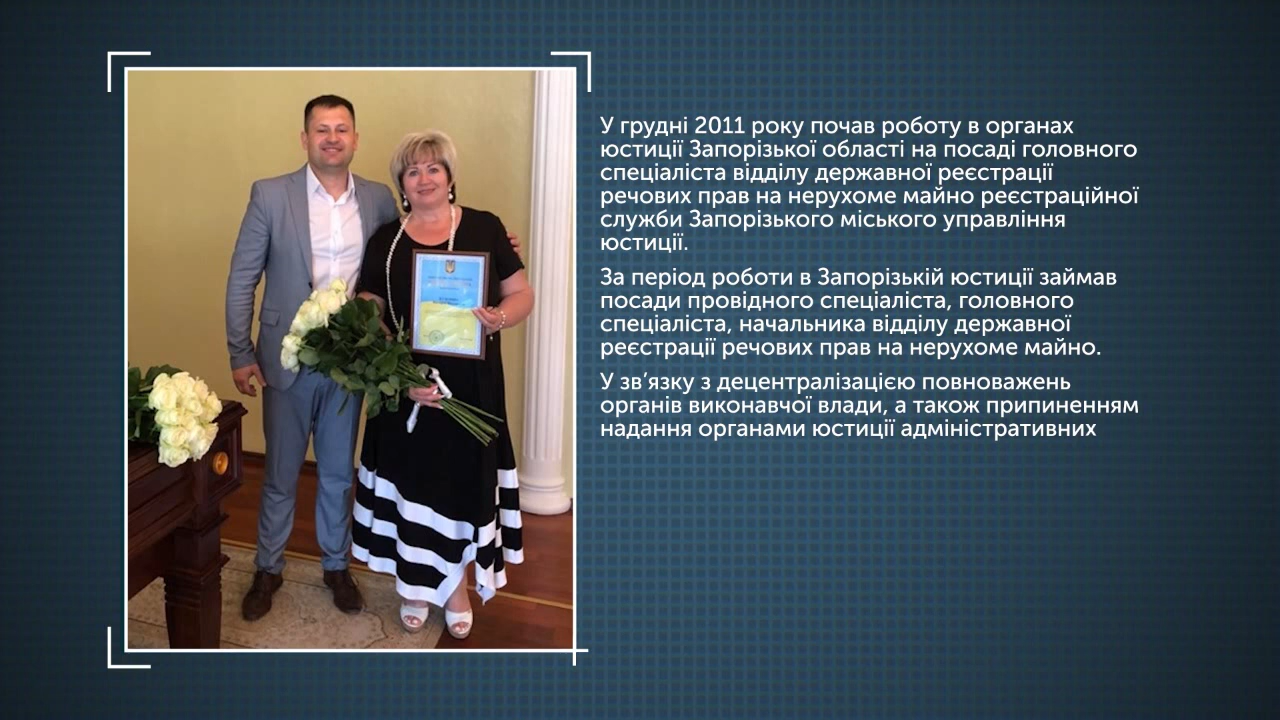 У грудні 2011 року почав роботу в органах
юстиції Запорізької області на посаді головного
спеціаліста відділу державної реєстрації
речових прав на нерухоме майно реєстраційної
служби Запорізького міського управління
юстиції.
За період роботи в Запорізькій юстиції займав
посади провідного спеціаліста, головного
спеціаліста, начальника відділу державної
реєстрації речових прав на нерухоме майно.
У зв’язку з децентралізацією повноважень
органів виконавчої влади, а також припиненням
надання органами юстиції адміністративних